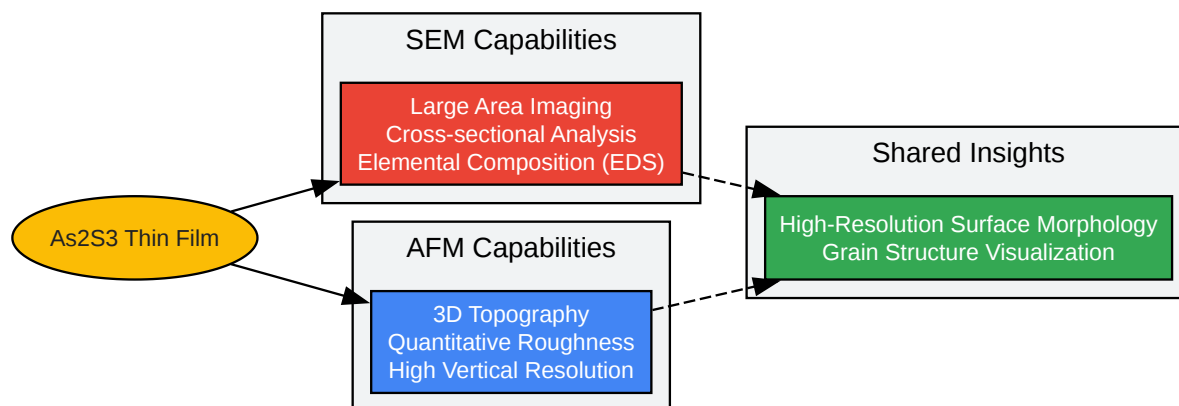 SEM Capabilities
Large Area Imaging
Cross-sectional Analysis
Elemental Composition (EDS)
As2S3 Thin Film
AFM Capabilities
3D Topography
Quantitative Roughness
High Vertical Resolution
Shared Insights
High-Resolution Surface Morphology
Grain Structure Visualization